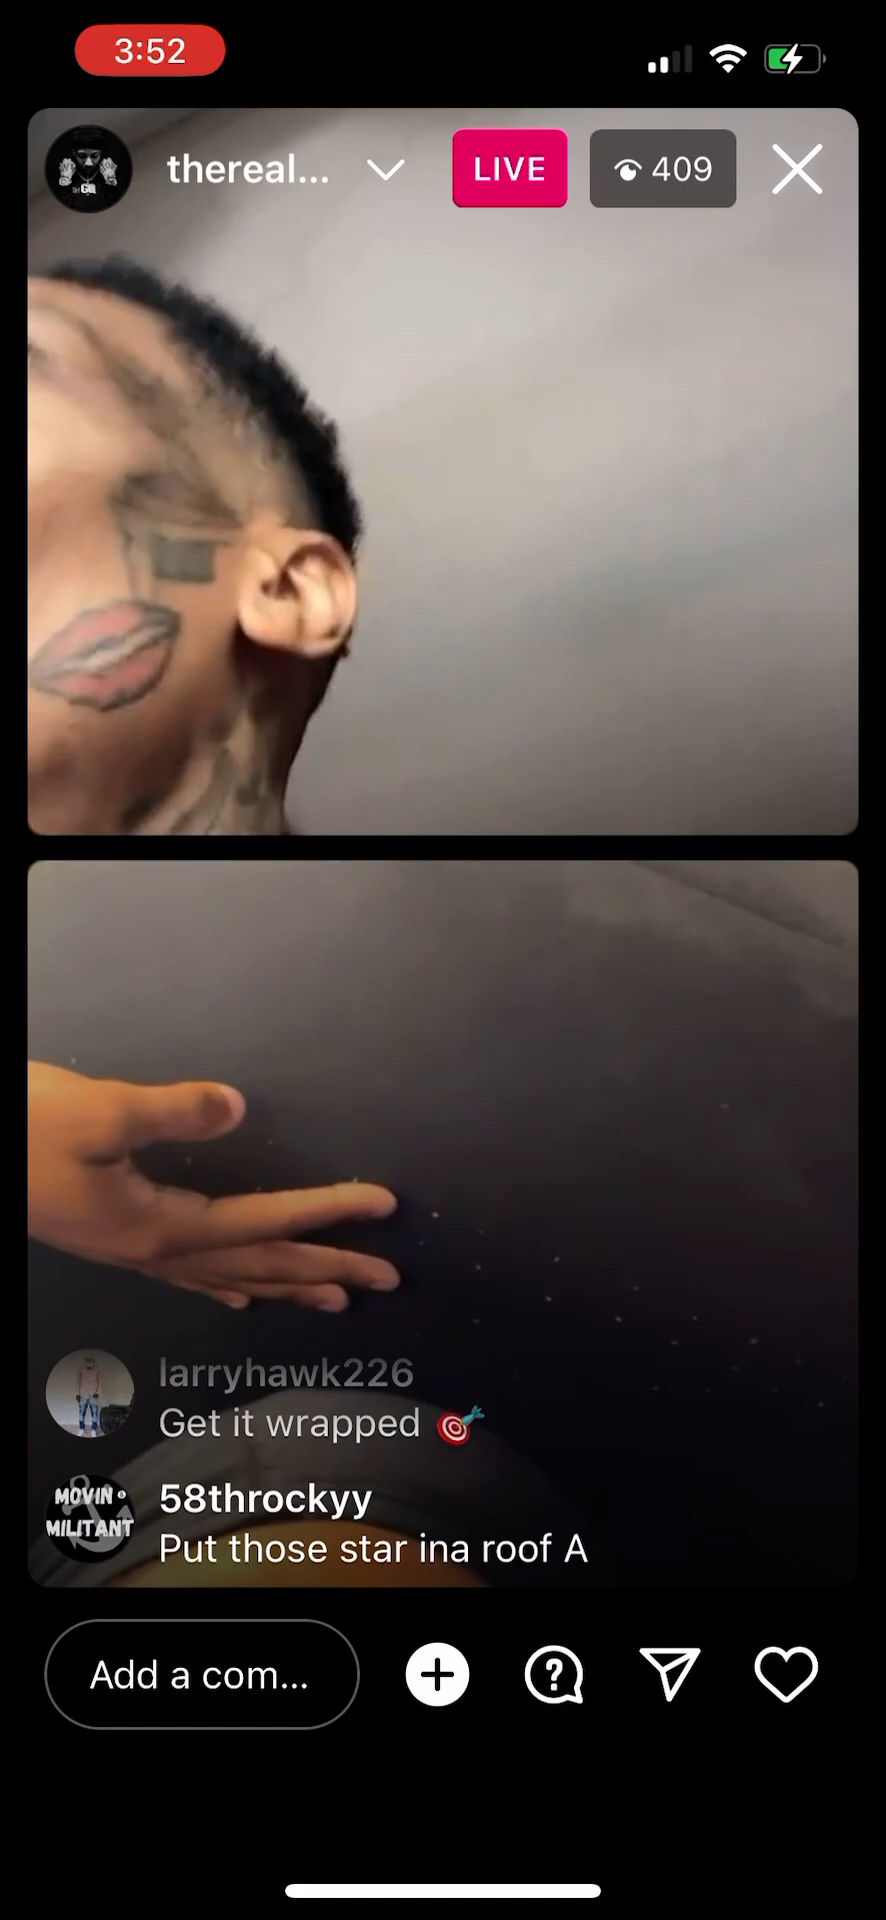 3:52
thereal...
LIVE
409
larryhawk226
Get it wrapped 🎯
MOVIN
MILITANT
58throckyy
Put those star ina roof A
Add a com...